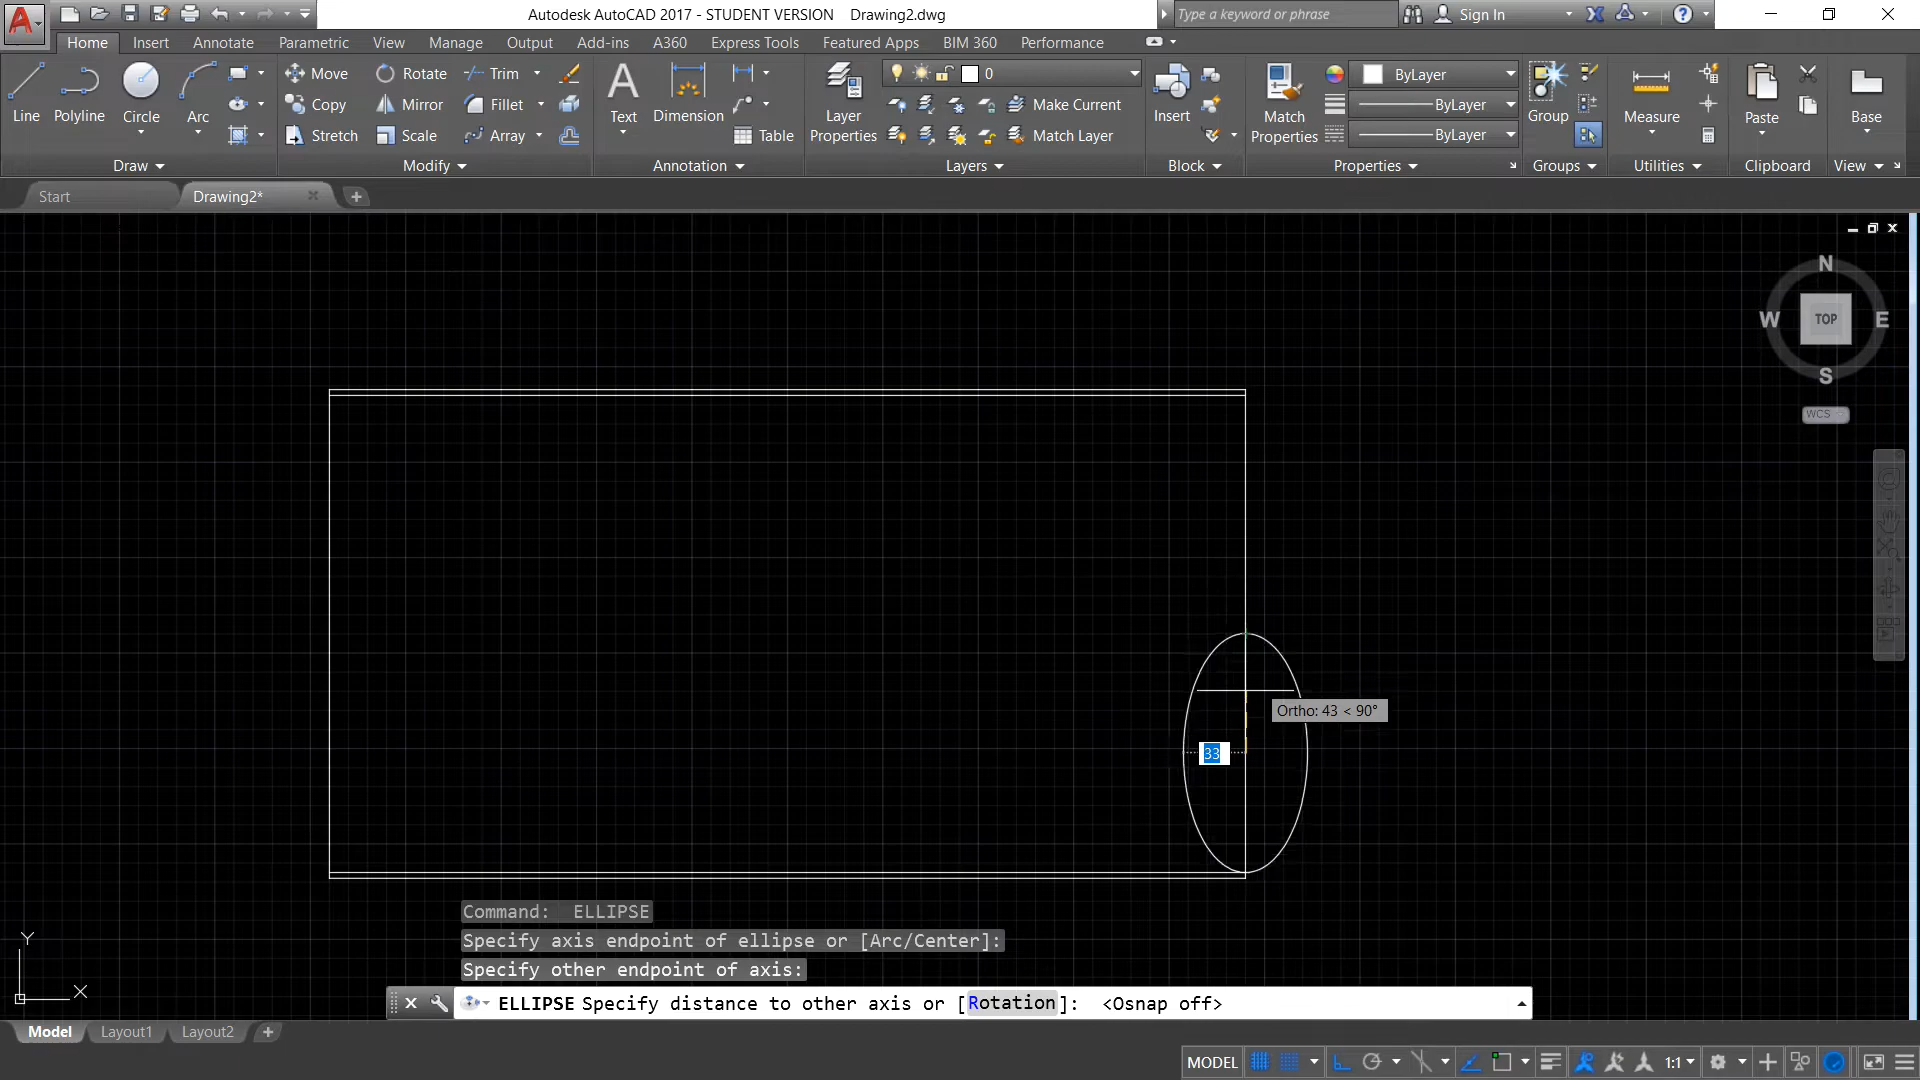 Autodesk AutoCAD 2017 - STUDENT VERSION Drawing2.dwg
Type a keyword or phrase
Sign In
Home Insert Annotate Parametric View Manage Output Add-ins A360 Express Tools Featured Apps BIM 360 Performance
Line Polyline Circle Arc
Move Rotate Trim
Copy Mirror Fillet
Stretch Scale Array
Text Dimension Table
Layer Properties
0
Make Current
Match Layer
Insert
Match Properties
ByLayer
ByLayer
ByLayer
Group
Measure
Paste
Base
Draw Modify Annotation Layers Block Properties Groups Utilities Clipboard View
Start Drawing2*
N
W TOP E
S
WCS
Ortho: 43 < 90°
33
Command: ELLIPSE
Specify axis endpoint of ellipse or [Arc/Center]:
Specify other endpoint of axis:
ELLIPSE Specify distance to other axis or [Rotation]: <Osnap off>
Y
X
Model Layout1 Layout2
MODEL 1:1